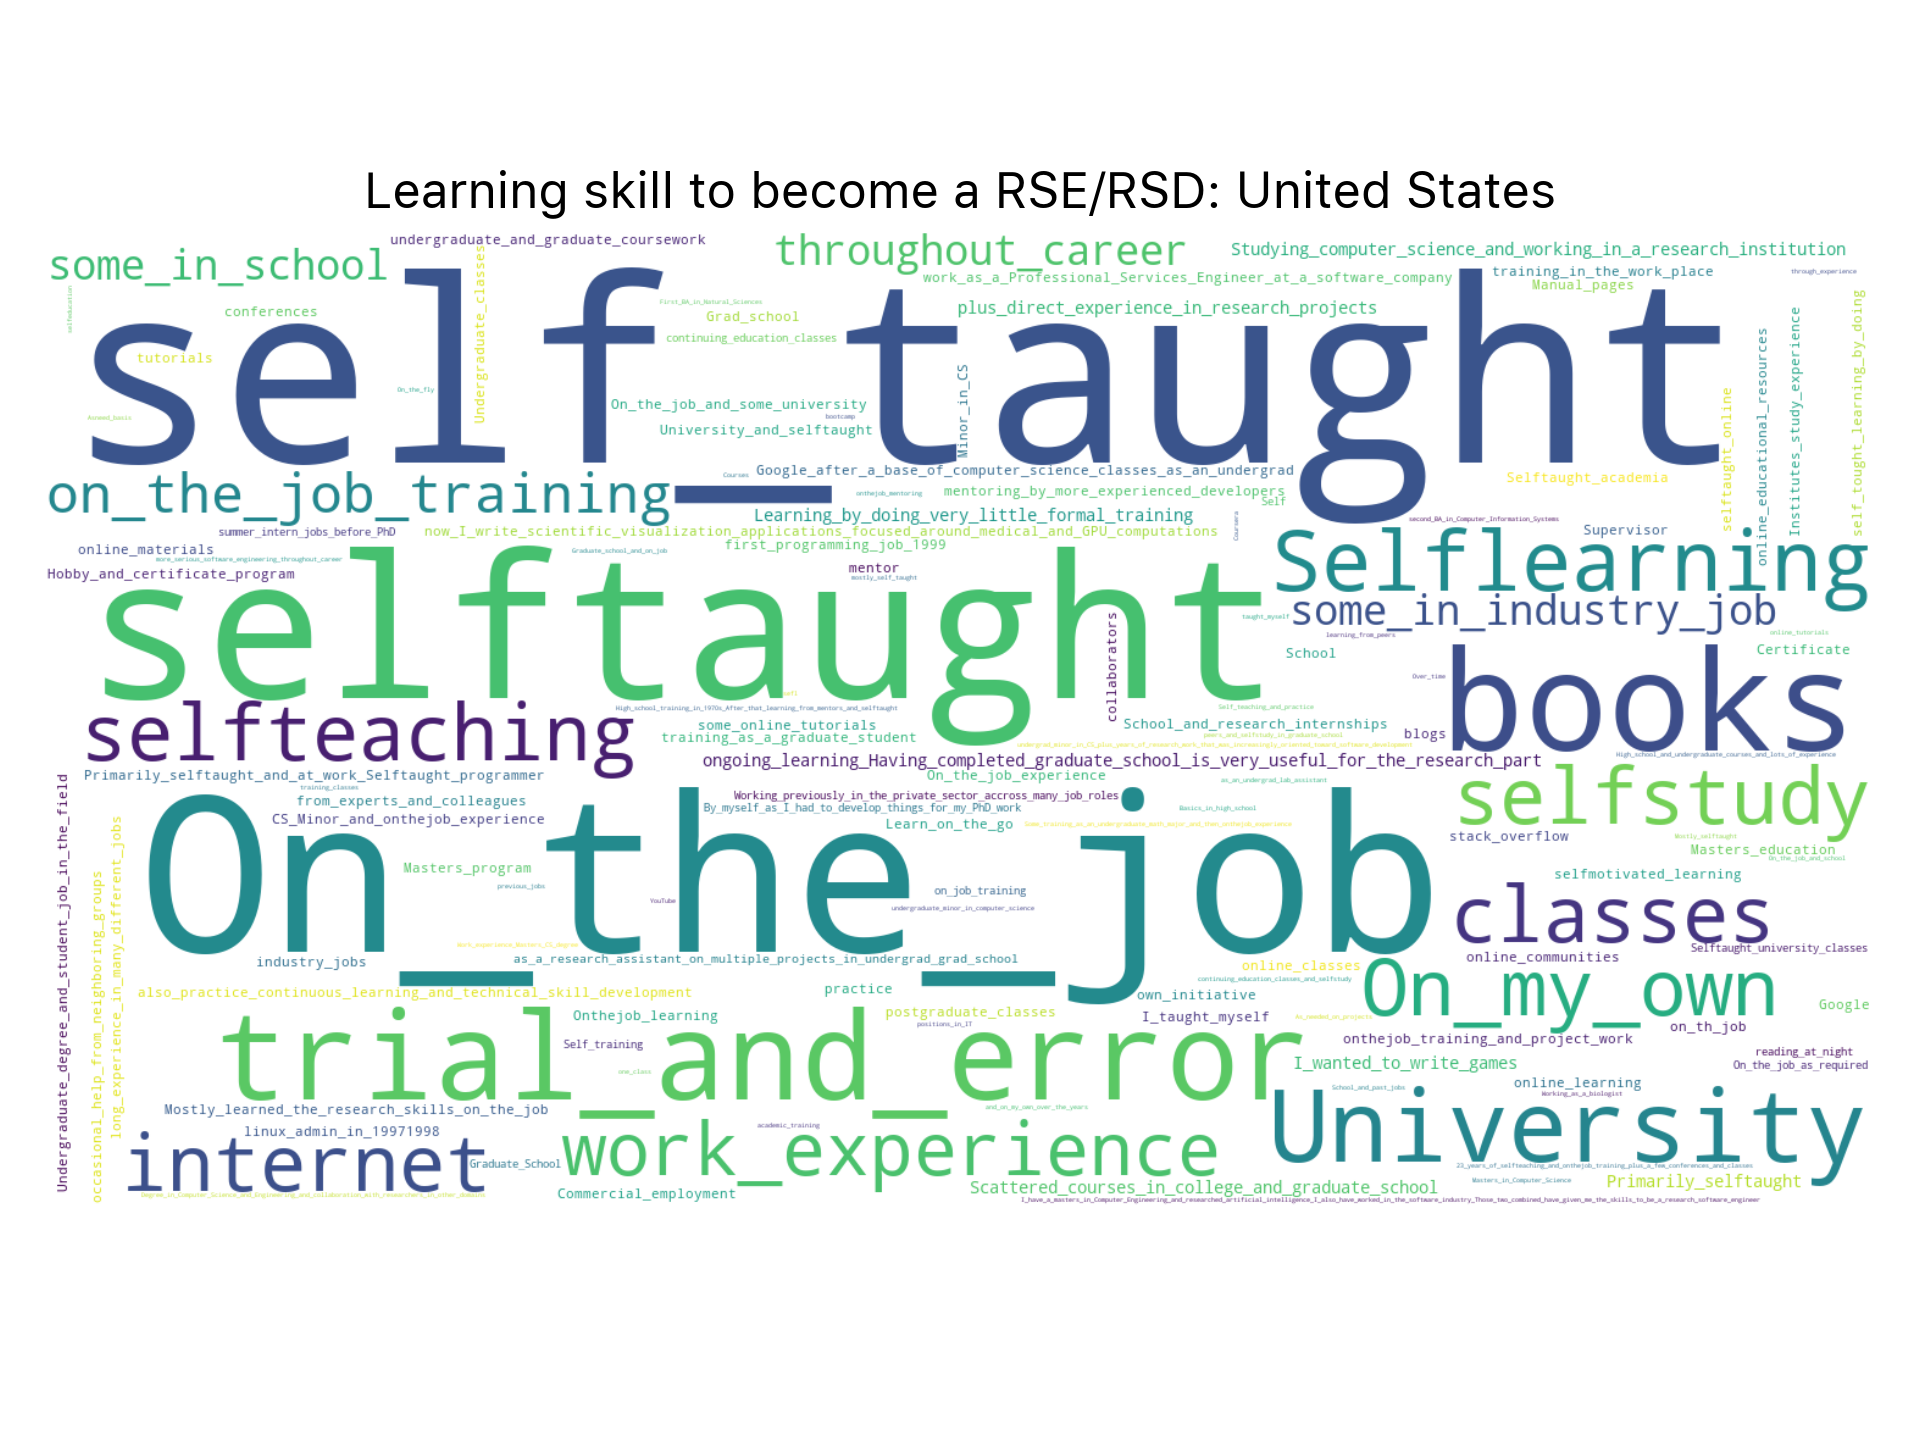 Learning skill to become a RSE/RSD: United States
undergraduate_and_graduate_coursework
some_in_school
throughout_career
Studying_computer_science_and_working_in_a_research_institution
work_as_a_Professional_Services_Engineer_at_a_software_company
training_in_the_work_place
through_experience
Manual_pages
selfeducation
conferences
Undergraduate_classes
First_BA_in_Natural_Sciences
Grad_school
plus_direct_experience_in_research_projects
continuing_education_classes
self_taught
tutorials
On_the_fly
On_the_job_and_some_university
bootcamp
University_and_selftaught
Minor_in_CS
Asneed_basis
selftaught_online
online_educational_resources
Institutes_study_experience
self_tought_learning_by_doing
Google_after_a_base_of_computer_science_classes_as_an_undergrad
Courses
Selftaught_academia
on_the_job_training
onthejob_mentoring
mentoring_by_more_experienced_developers
Self
Learning_by_doing_very_little_formal_training
Coursera
second_BA_in_Computer_Information_Systems
summer_intern_jobs_before_PhD
now_I_write_scientific_visualization_applications_focused_around_medical_and_GPU_computations
Supervisor
first_programming_job_1999
online_materials
Graduate_school_and_on_job
more_serious_software_engineering_throughout_career
Selflearning
mentor
Hobby_and_certificate_program
mostly_self_taught
some_in_industry_job
selftaught
taught_myself
learning_from_peers
online_tutorials
collaborators
School
Certificate
Over_time
books
High_school_training_in_1970s_After_that_learning_from_mentors_and_selftaught
Self_teaching_and_practice
selfteaching
some_online_tutorials
School_and_research_internships
training_as_a_graduate_student
peers_and_selfstudy_in_graduate_school
blogs
undergrad_minor_in_CS_plus_years_of_research_work_that_was_increasingly_oriented_toward_software_development
High_school_and_undergraduate_courses_and_lots_of_experience
ongoing_learning_Having_completed_graduate_school_is_very_useful_for_the_research_part
Primarily_selftaught_and_at_work_Selftaught_programmer
On_the_job_experience
as_an_undergrad_lab_assistant
training_classes
selfstudy
Working_previously_in_the_private_sector_accross_many_job_roles
from_experts_and_colleagues
By_myself_as_I_had_to_develop_things_for_my_PhD_work
Basics_in_high_school
CS_Minor_and_onthejob_experience
Learn_on_the_go
Some_training_as_an_undergraduate_math_major_and_then_onthejob_experience
stack_overflow
Mostly_selftaught
Masters_education
On_the_job_and_school
On_the_job
Masters_program
selfmotivated_learning
previous_jobs
on_job_training
YouTube
undergraduate_minor_in_computer_science
classes
Undergraduate_degree_and_student_job_in_the_field
occasional_help_from_neighboring_groups
long_experience_in_many_different_jobs
Work_experience_Masters_CS_degree
Selftaught_university_classes
industry_jobs
as_a_research_assistant_on_multiple_projects_in_undergrad_grad_school
online_communities
online_classes
On_my_own
continuing_education_classes_and_selfstudy
also_practice_continuous_learning_and_technical_skill_development
practice
own_initiative
Google
Onthejob_learning
postgraduate_classes
I_taught_myself
As_needed_on_projects
positions_in_IT
on_th_job
trial_and_error
Self_training
onthejob_training_and_project_work
reading_at_night
I_wanted_to_write_games
On_the_job_as_required
one_class
online_learning
School_and_past_jobs
Working_as_a_biologist
Mostly_learned_the_research_skills_on_the_job
and_on_my_own_over_the_years
University
linux_admin_in_19971998
academic_training
internet
Graduate_School
work_experience
23_years_of_selfteaching_and_onthejob_training_plus_a_few_conferences_and_classes
Masters_in_Computer_Science
Primarily_selftaught
Degree_in_Computer_Science_and_Engineering_and_collaboration_with_researchers_in_other_domains
Commercial_employment
Scattered_courses_in_college_and_graduate_school
I_have_a_masters_in_Computer_Engineering_and_researched_artificial_intelligence_I_also_have_worked_in_the_software_industry_Those_two_combined_have_given_me_the_skills_to_be_a_research_software_engineer